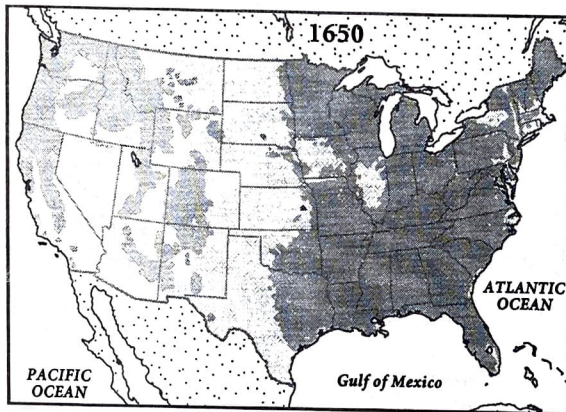 1650
ATLANTIC
OCEAN
PACIFIC
OCEAN
Gulf of Mexico